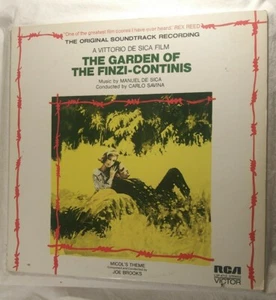 "One of the greatest film scores I have ever heard" REX REED
THE ORIGINAL SOUNDTRACK RECORDING
A VITTORIO DE SICA FILM
THE GARDEN OF
THE FINZI-CONTINIS
Music by MANUEL DE SICA
Conducted by CARLO SAVINA
MICOL'S THEME
JOE BROOKS
RCA
VICTOR